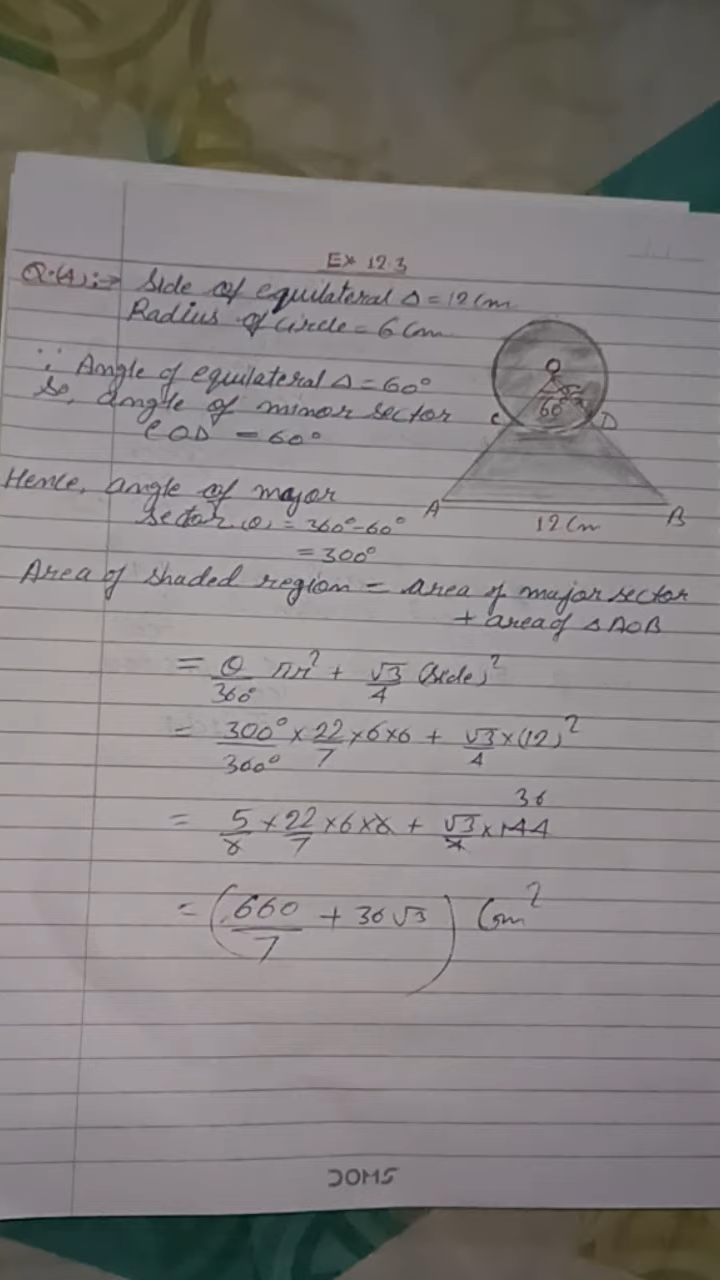 Ex 12.3
Q.(4) :→ Side of equilateral Δ = 12 Cm
Radius of Circle = 6 Cm
∵ Angle of equilateral Δ = 60°
So, angle of minor sector
COD = 60°
Hence, angle of major
Sector (θ) = 360° - 60°
= 300°
O
60°
C
D
A
B
12 Cm
Area of shaded region = area of major sector
+ area of Δ AOB
= θ/360° πr² + √3/4 (Side)²
= 300°/360° × 22/7 × 6×6 + √3/4 × (12)²
36
= 5/6 × 22/7 × 6×6 + √3/4 × 144
= (660/7 + 36√3) Cm²
DOMS